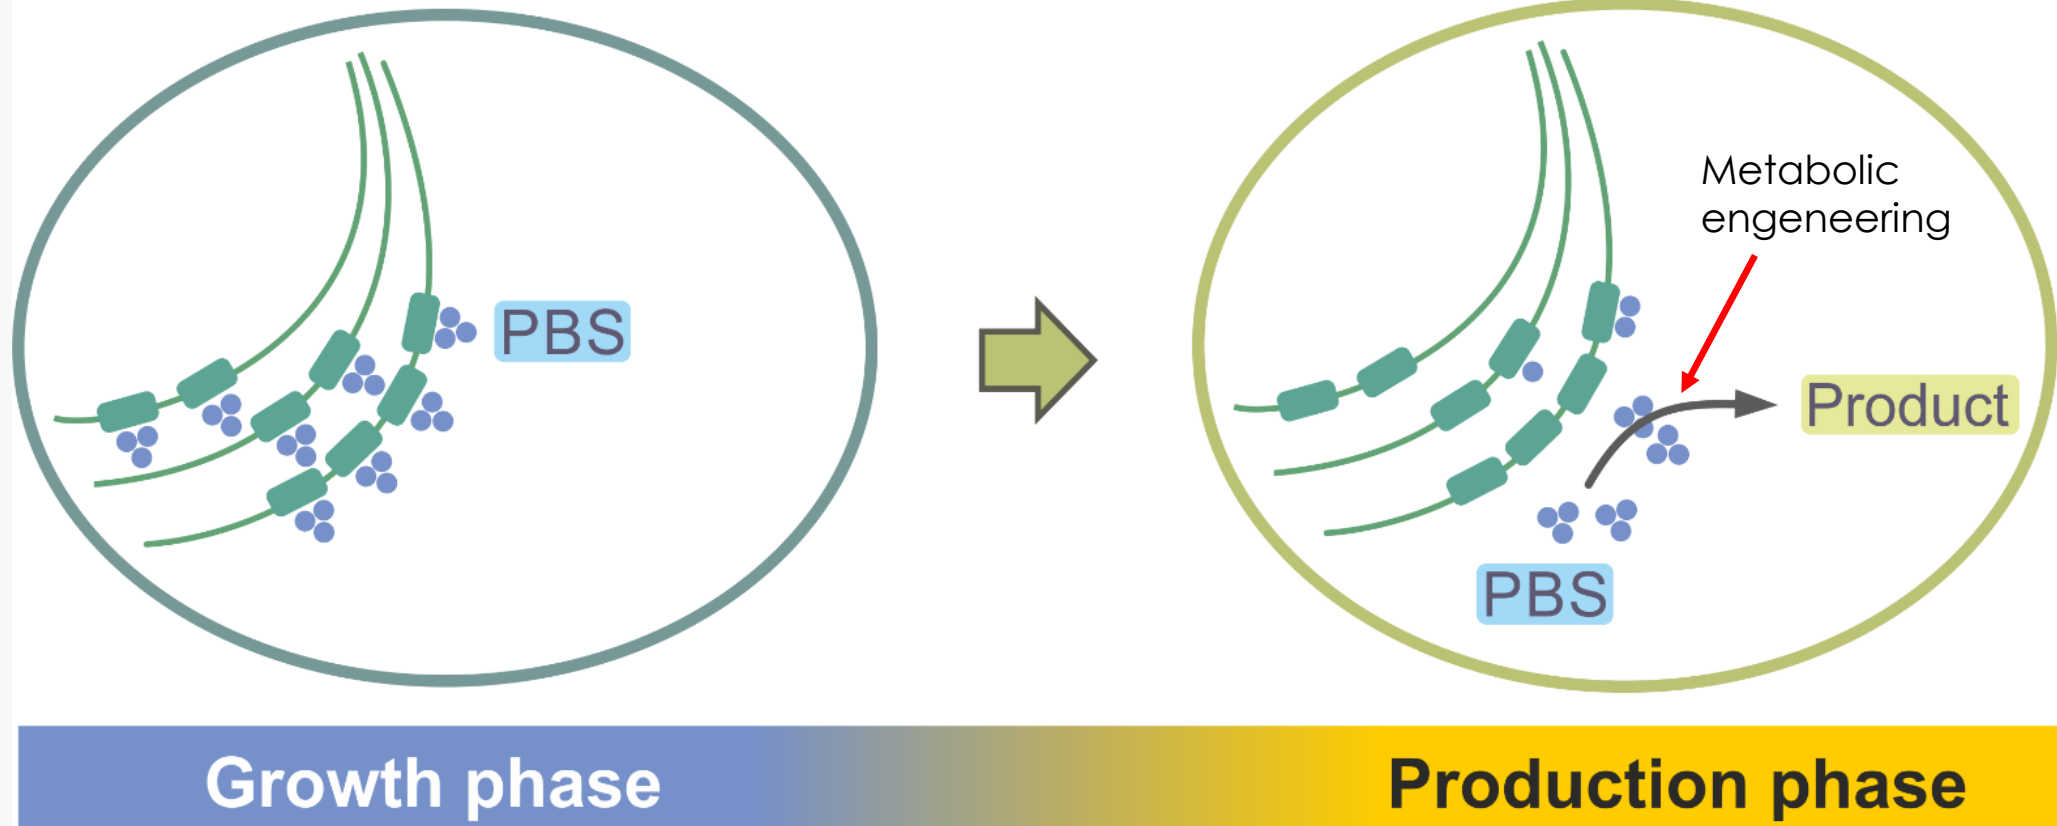 PBS
Metabolic
engeneering
Product
PBS
Growth phase
Production phase